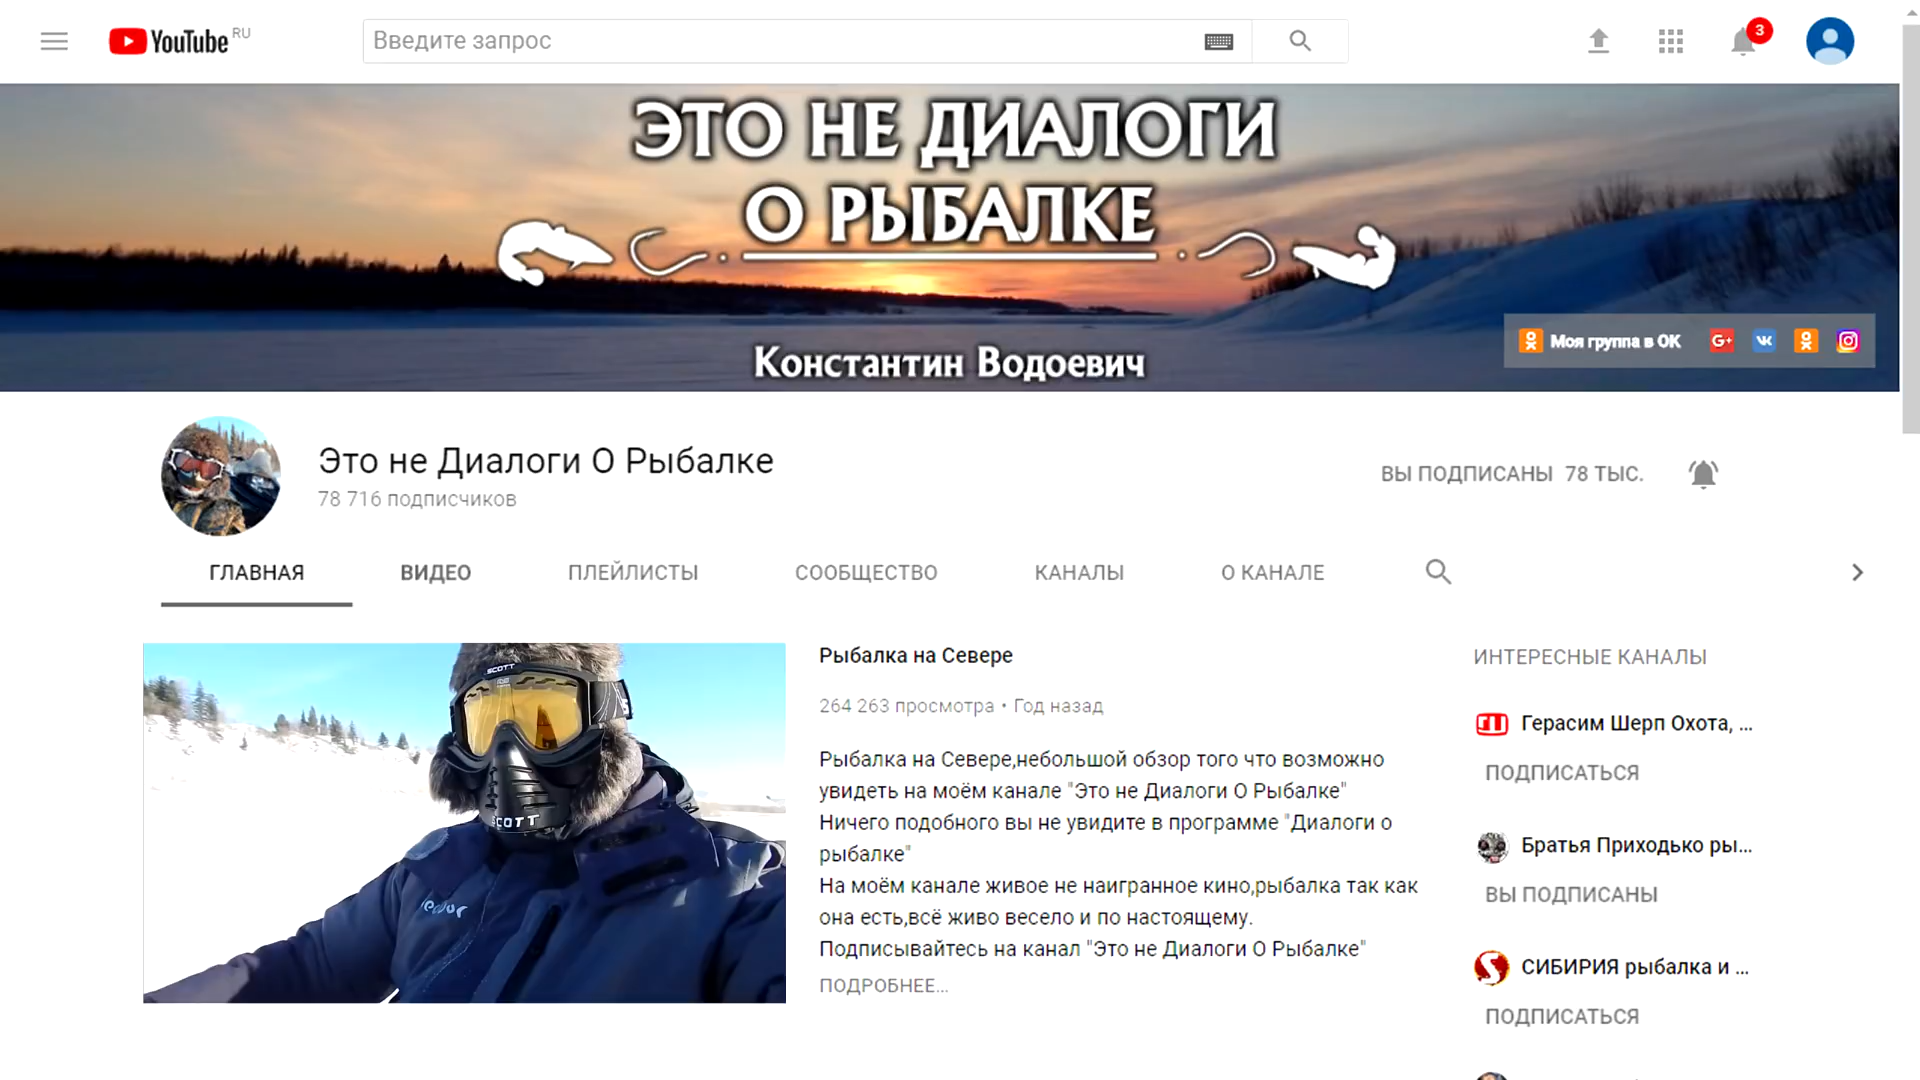 YouTube RU
Введите запрос
3
ЭТО НЕ ДИАЛОГИ
О РЫБАЛКЕ
Константин Водоевич
Моя группа в ОК
G+
Это не Диалоги О Рыбалке
78 716 подписчиков
ВЫ ПОДПИСАНЫ 78 ТЫС.
ГЛАВНАЯ ВИДЕО ПЛЕЙЛИСТЫ СООБЩЕСТВО КАНАЛЫ О КАНАЛЕ
SCOTT
SCOTT
Рыбалка на Севере
264 263 просмотра • Год назад
Рыбалка на Севере,небольшой обзор того что возможно
увидеть на моём канале "Это не Диалоги О Рыбалке"
Ничего подобного вы не увидите в программе "Диалоги о
рыбалке"
На моём канале живое не наигранное кино,рыбалка так как
она есть,всё живо весело и по настоящему.
Подписывайтесь на канал "Это не Диалоги О Рыбалке"
ПОДРОБНЕЕ...
ИНТЕРЕСНЫЕ КАНАЛЫ
Герасим Шерп Охота, ...
ПОДПИСАТЬСЯ
Братья Приходько ры...
ВЫ ПОДПИСАНЫ
СИБИРИЯ рыбалка и ...
ПОДПИСАТЬСЯ